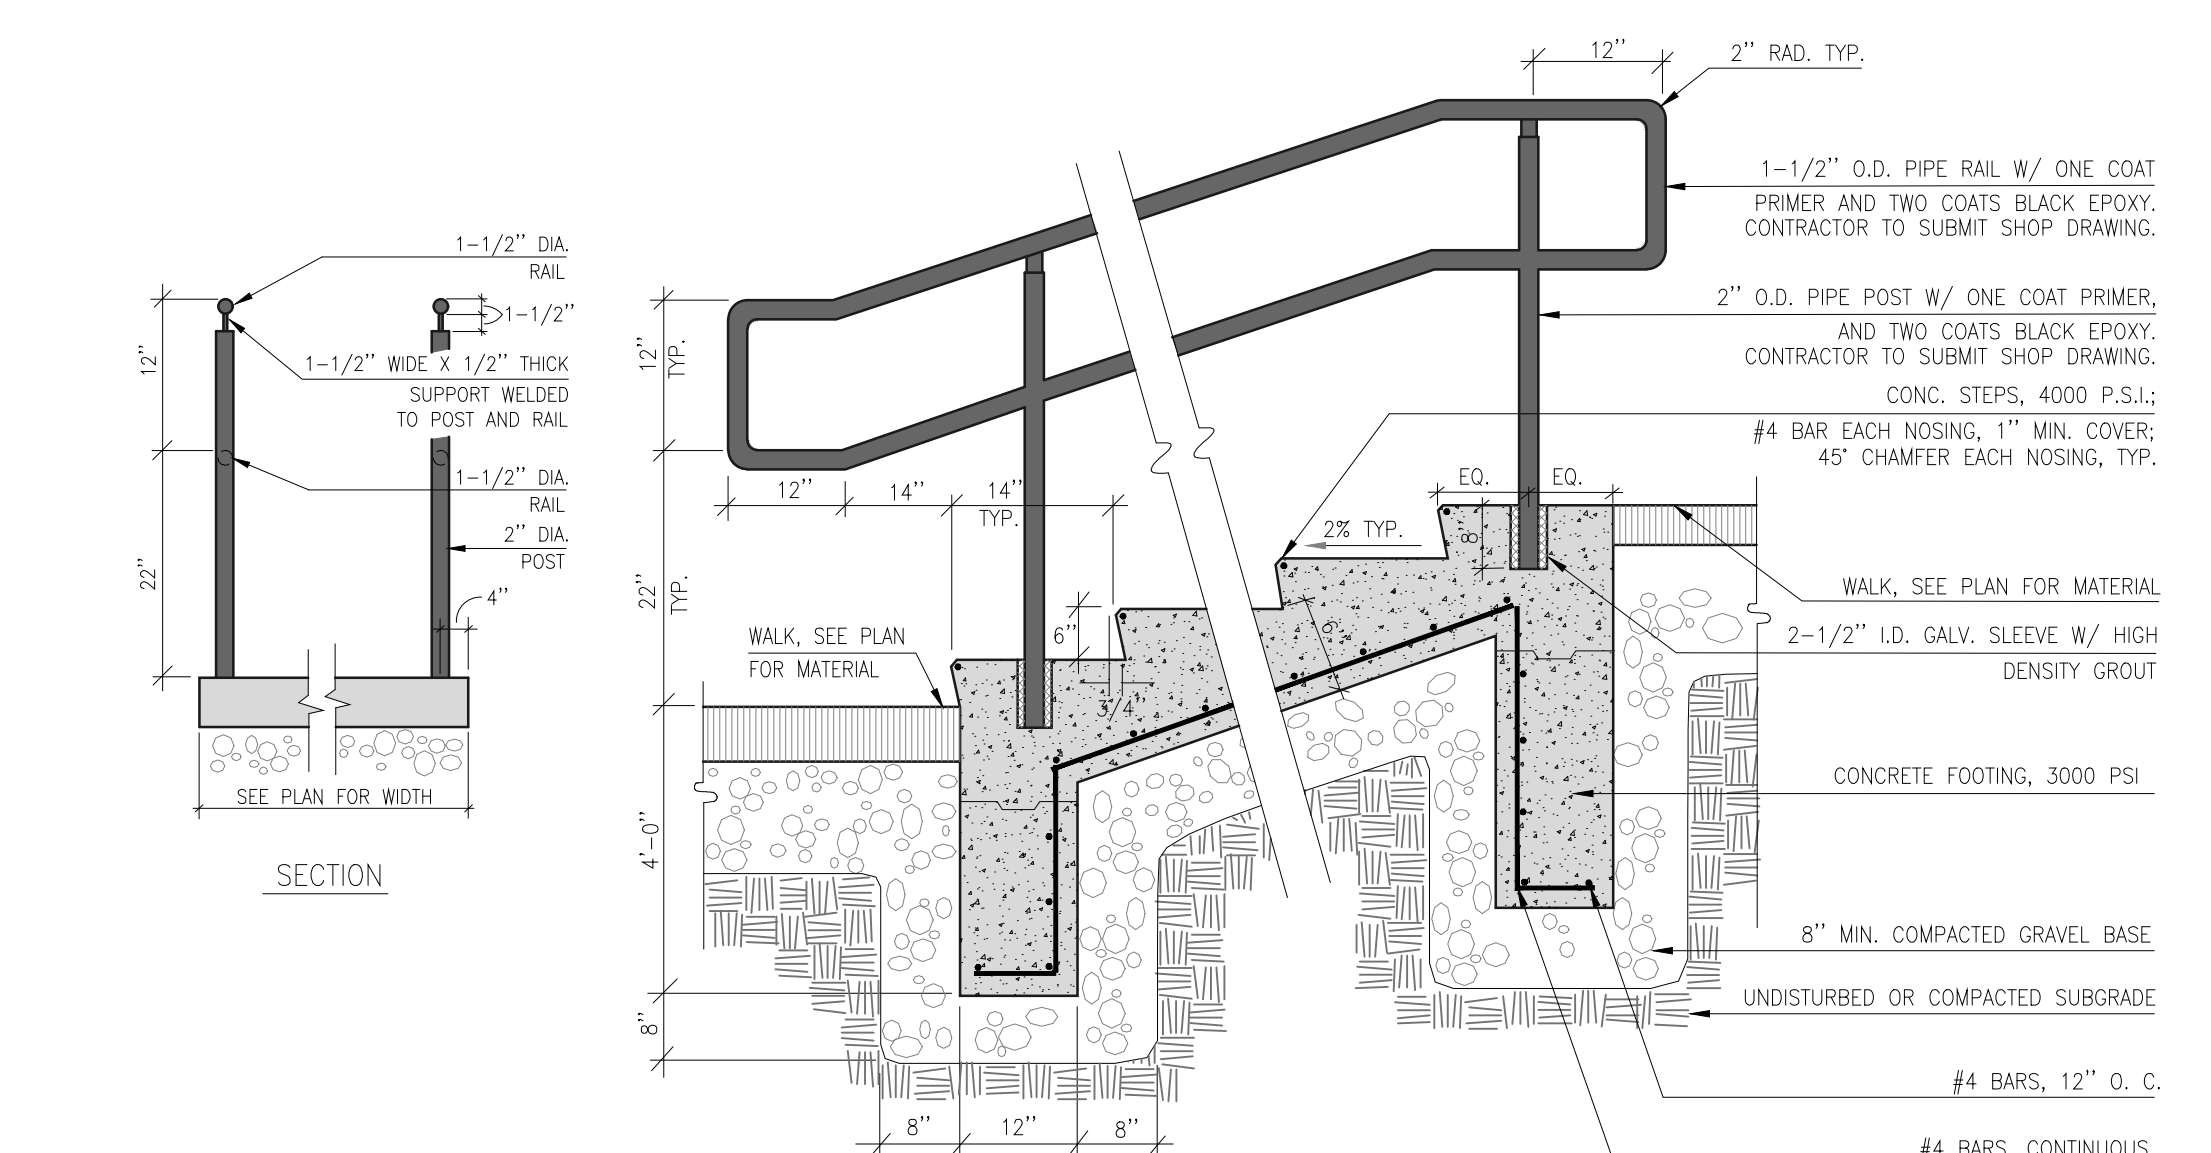 12"
2" RAD. TYP.
1-1/2" O.D. PIPE RAIL W/ ONE COAT
PRIMER AND TWO COATS BLACK EPOXY.
CONTRACTOR TO SUBMIT SHOP DRAWING.
2" O.D. PIPE POST W/ ONE COAT PRIMER,
AND TWO COATS BLACK EPOXY.
CONTRACTOR TO SUBMIT SHOP DRAWING.
CONC. STEPS, 4000 P.S.I.;
#4 BAR EACH NOSING, 1" MIN. COVER;
45° CHAMFER EACH NOSING, TYP.
1-1/2" DIA.
RAIL
1-1/2"
12"
1-1/2" WIDE X 1/2" THICK
SUPPORT WELDED
TO POST AND RAIL
1-1/2" DIA.
RAIL
2" DIA.
POST
22"
4"
SEE PLAN FOR WIDTH
SECTION
12"
TYP.
12"
14"
14"
TYP.
22"
TYP.
EQ.
EQ.
8"
2% TYP.
6"
6"
3/4"
WALK, SEE PLAN
FOR MATERIAL
WALK, SEE PLAN FOR MATERIAL
2-1/2" I.D. GALV. SLEEVE W/ HIGH
DENSITY GROUT
CONCRETE FOOTING, 3000 PSI
4'-0"
8"
8" MIN. COMPACTED GRAVEL BASE
UNDISTURBED OR COMPACTED SUBGRADE
#4 BARS, 12" O. C.
8"
12"
8"
#4 BARS, CONTINUOUS